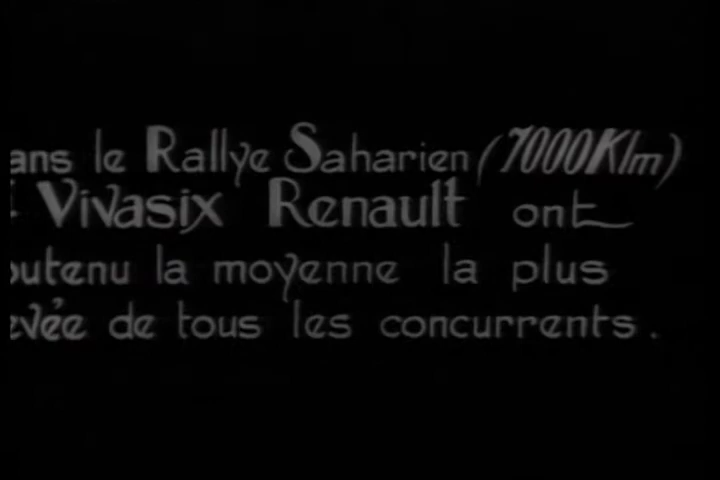 ans le Rallye Saharien (7000Klm)
Vivasix Renault ont
outenu la moyenne la plus
evée de tous les concurrents.